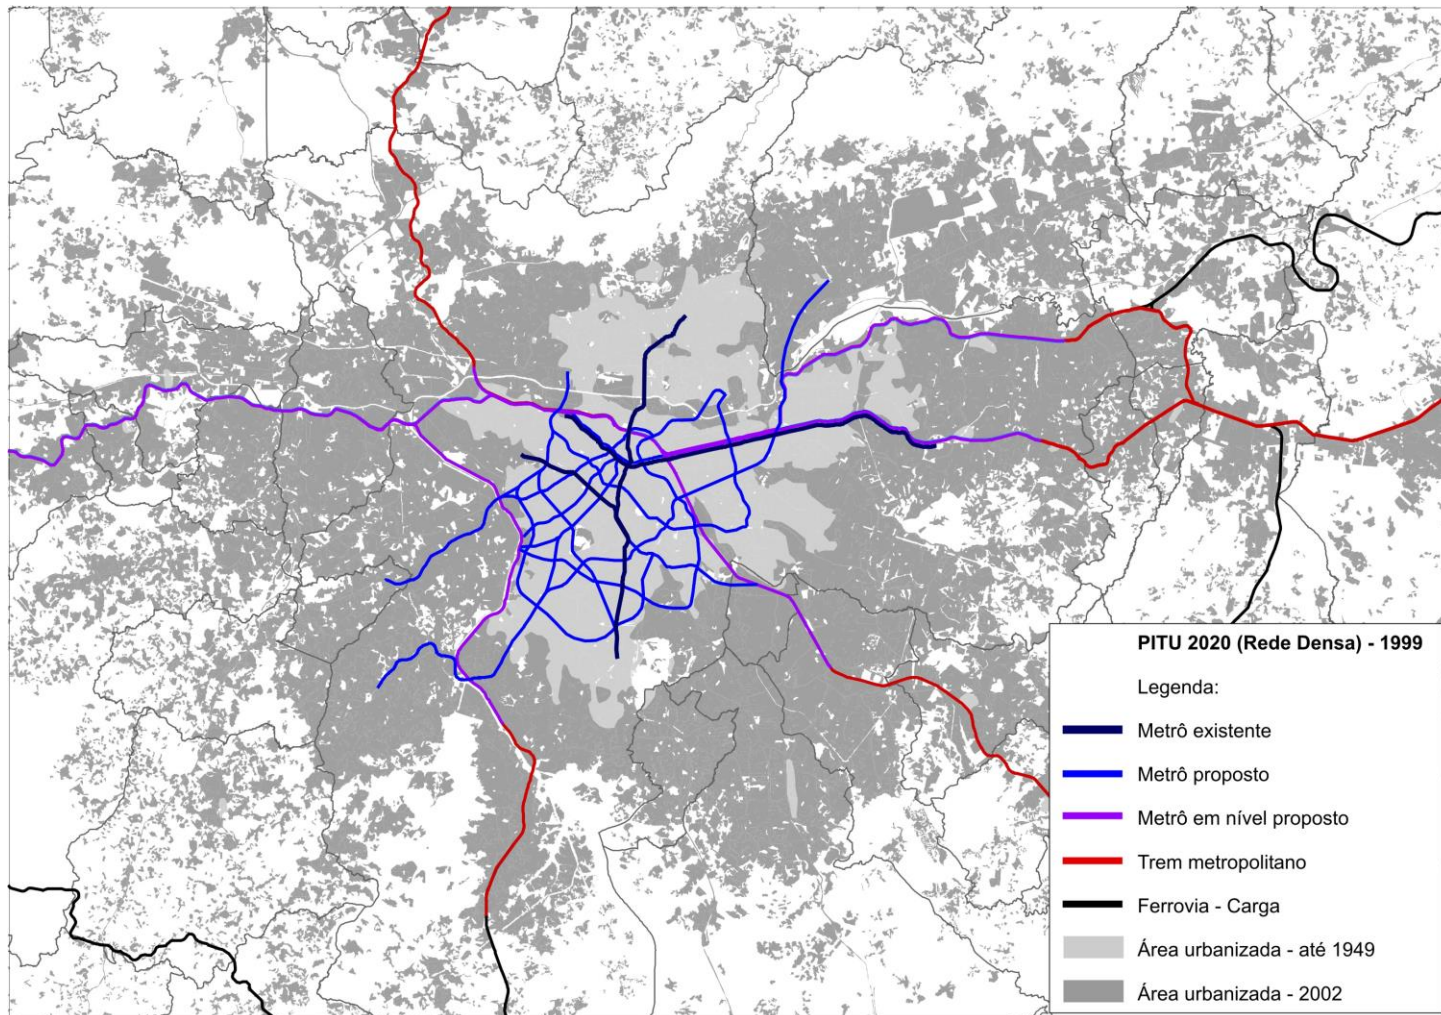 PITU 2020 (Rede Densa) - 1999
Legenda:
Metrô existente
Metrô proposto
Metrô em nível proposto
Trem metropolitano
Ferrovia - Carga
Área urbanizada - até 1949
Área urbanizada - 2002